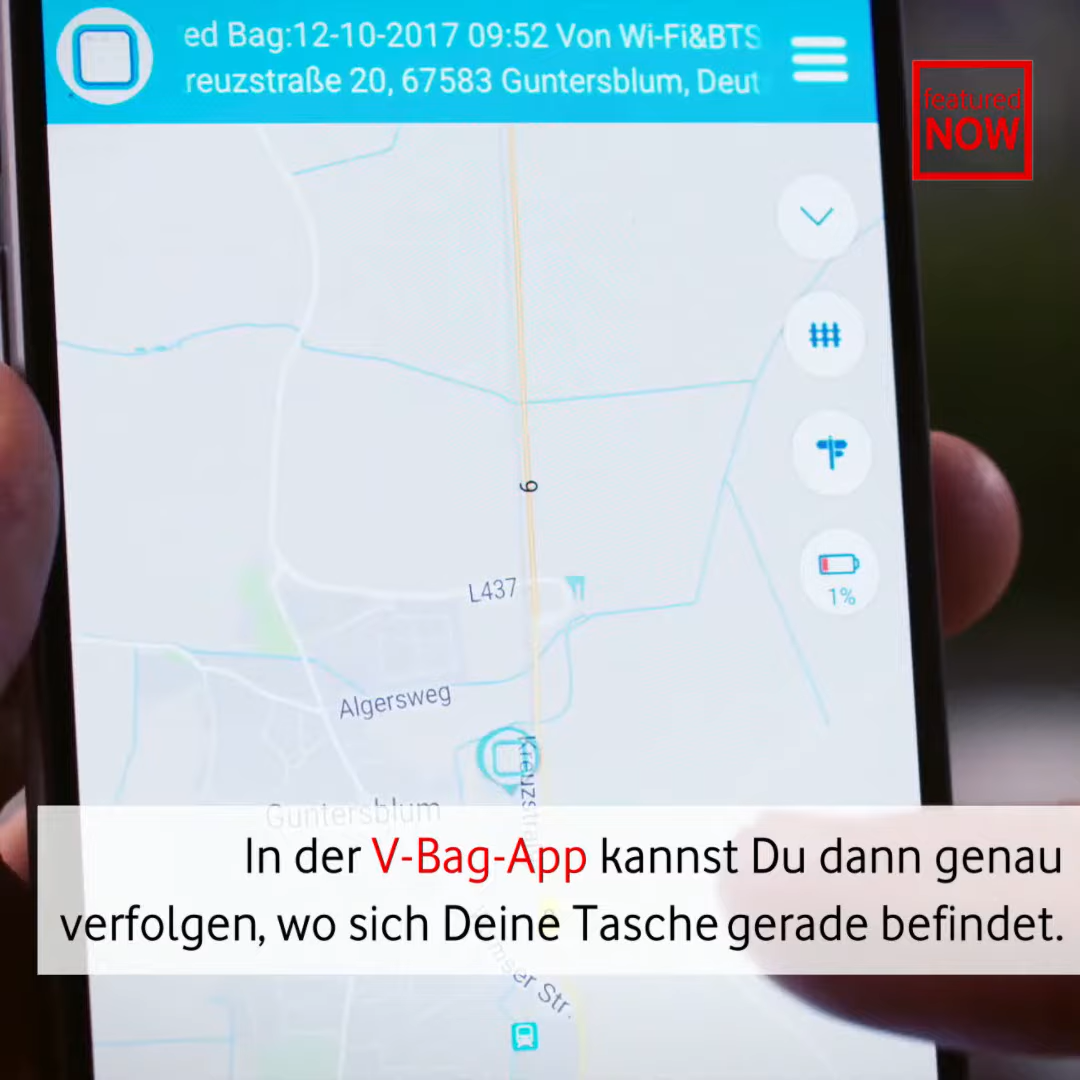 ed Bag:12-10-2017 09:52 Von Wi-Fi&BTS
reuzstraße 20, 67583 Guntersblum, Deut
featured
NOW
9
L437
1%
Algersweg
Kreuzstra
Guntersblum
In der V-Bag-App kannst Du dann genau
verfolgen, wo sich Deine Tasche gerade befindet.
Str.